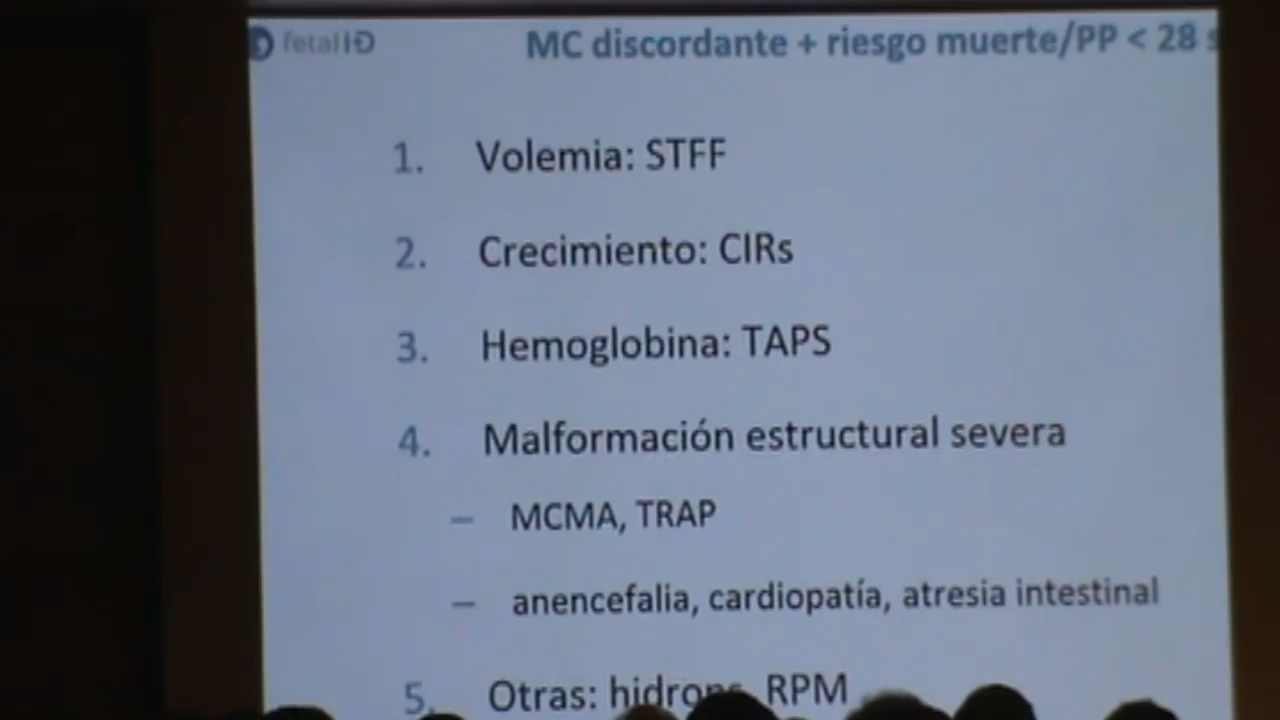 fetal ID
MC discordante + riesgo muerte/PP < 28
1. Volemia: STFF
2. Crecimiento: CIRs
3. Hemoglobina: TAPS
4. Malformación estructural severa
– MCMA, TRAP
– anencefalia, cardiopatía, atresia intestinal
5. Otras: hidrops, RPM